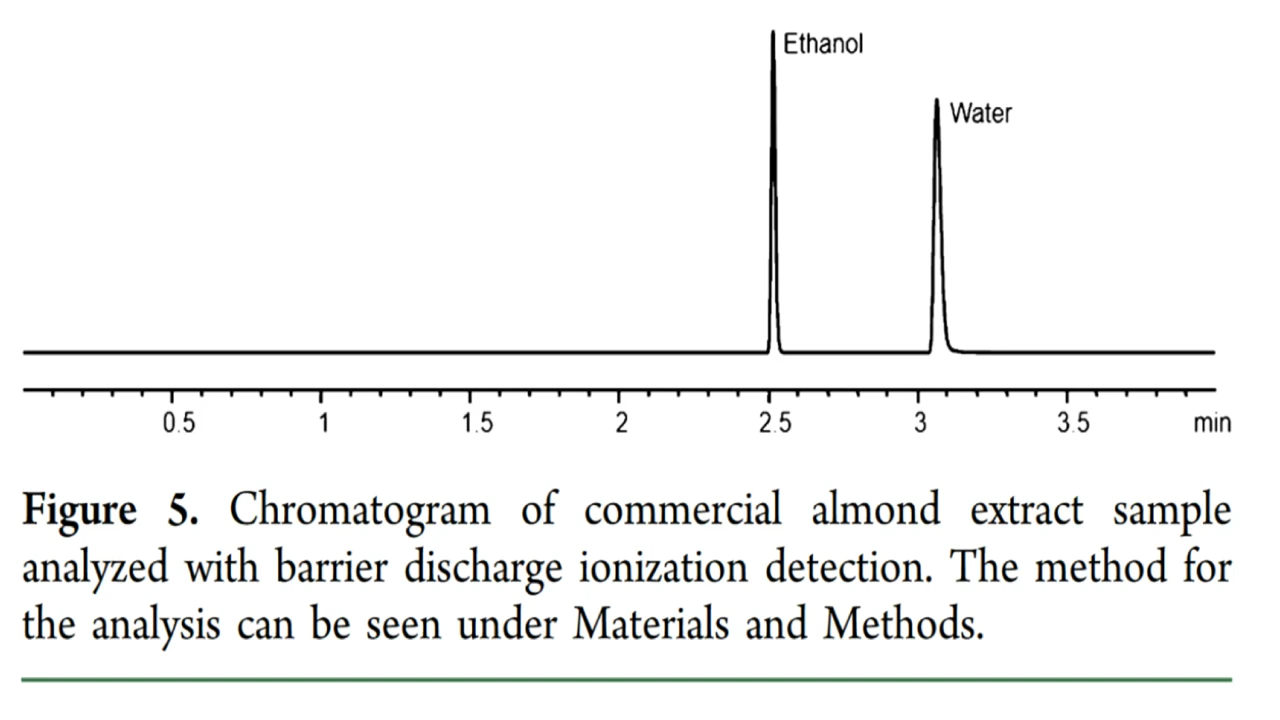 Ethanol
Water
0.5 1 1.5 2 2.5 3 3.5 min
Figure 5. Chromatogram of commercial almond extract sample
analyzed with barrier discharge ionization detection. The method for
the analysis can be seen under Materials and Methods.